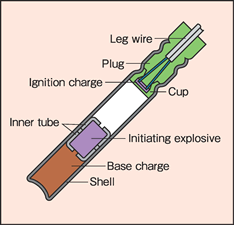 Leg wire
Plug
Ignition charge
Cup
Inner tube
Initiating explosive
Base charge
Shell